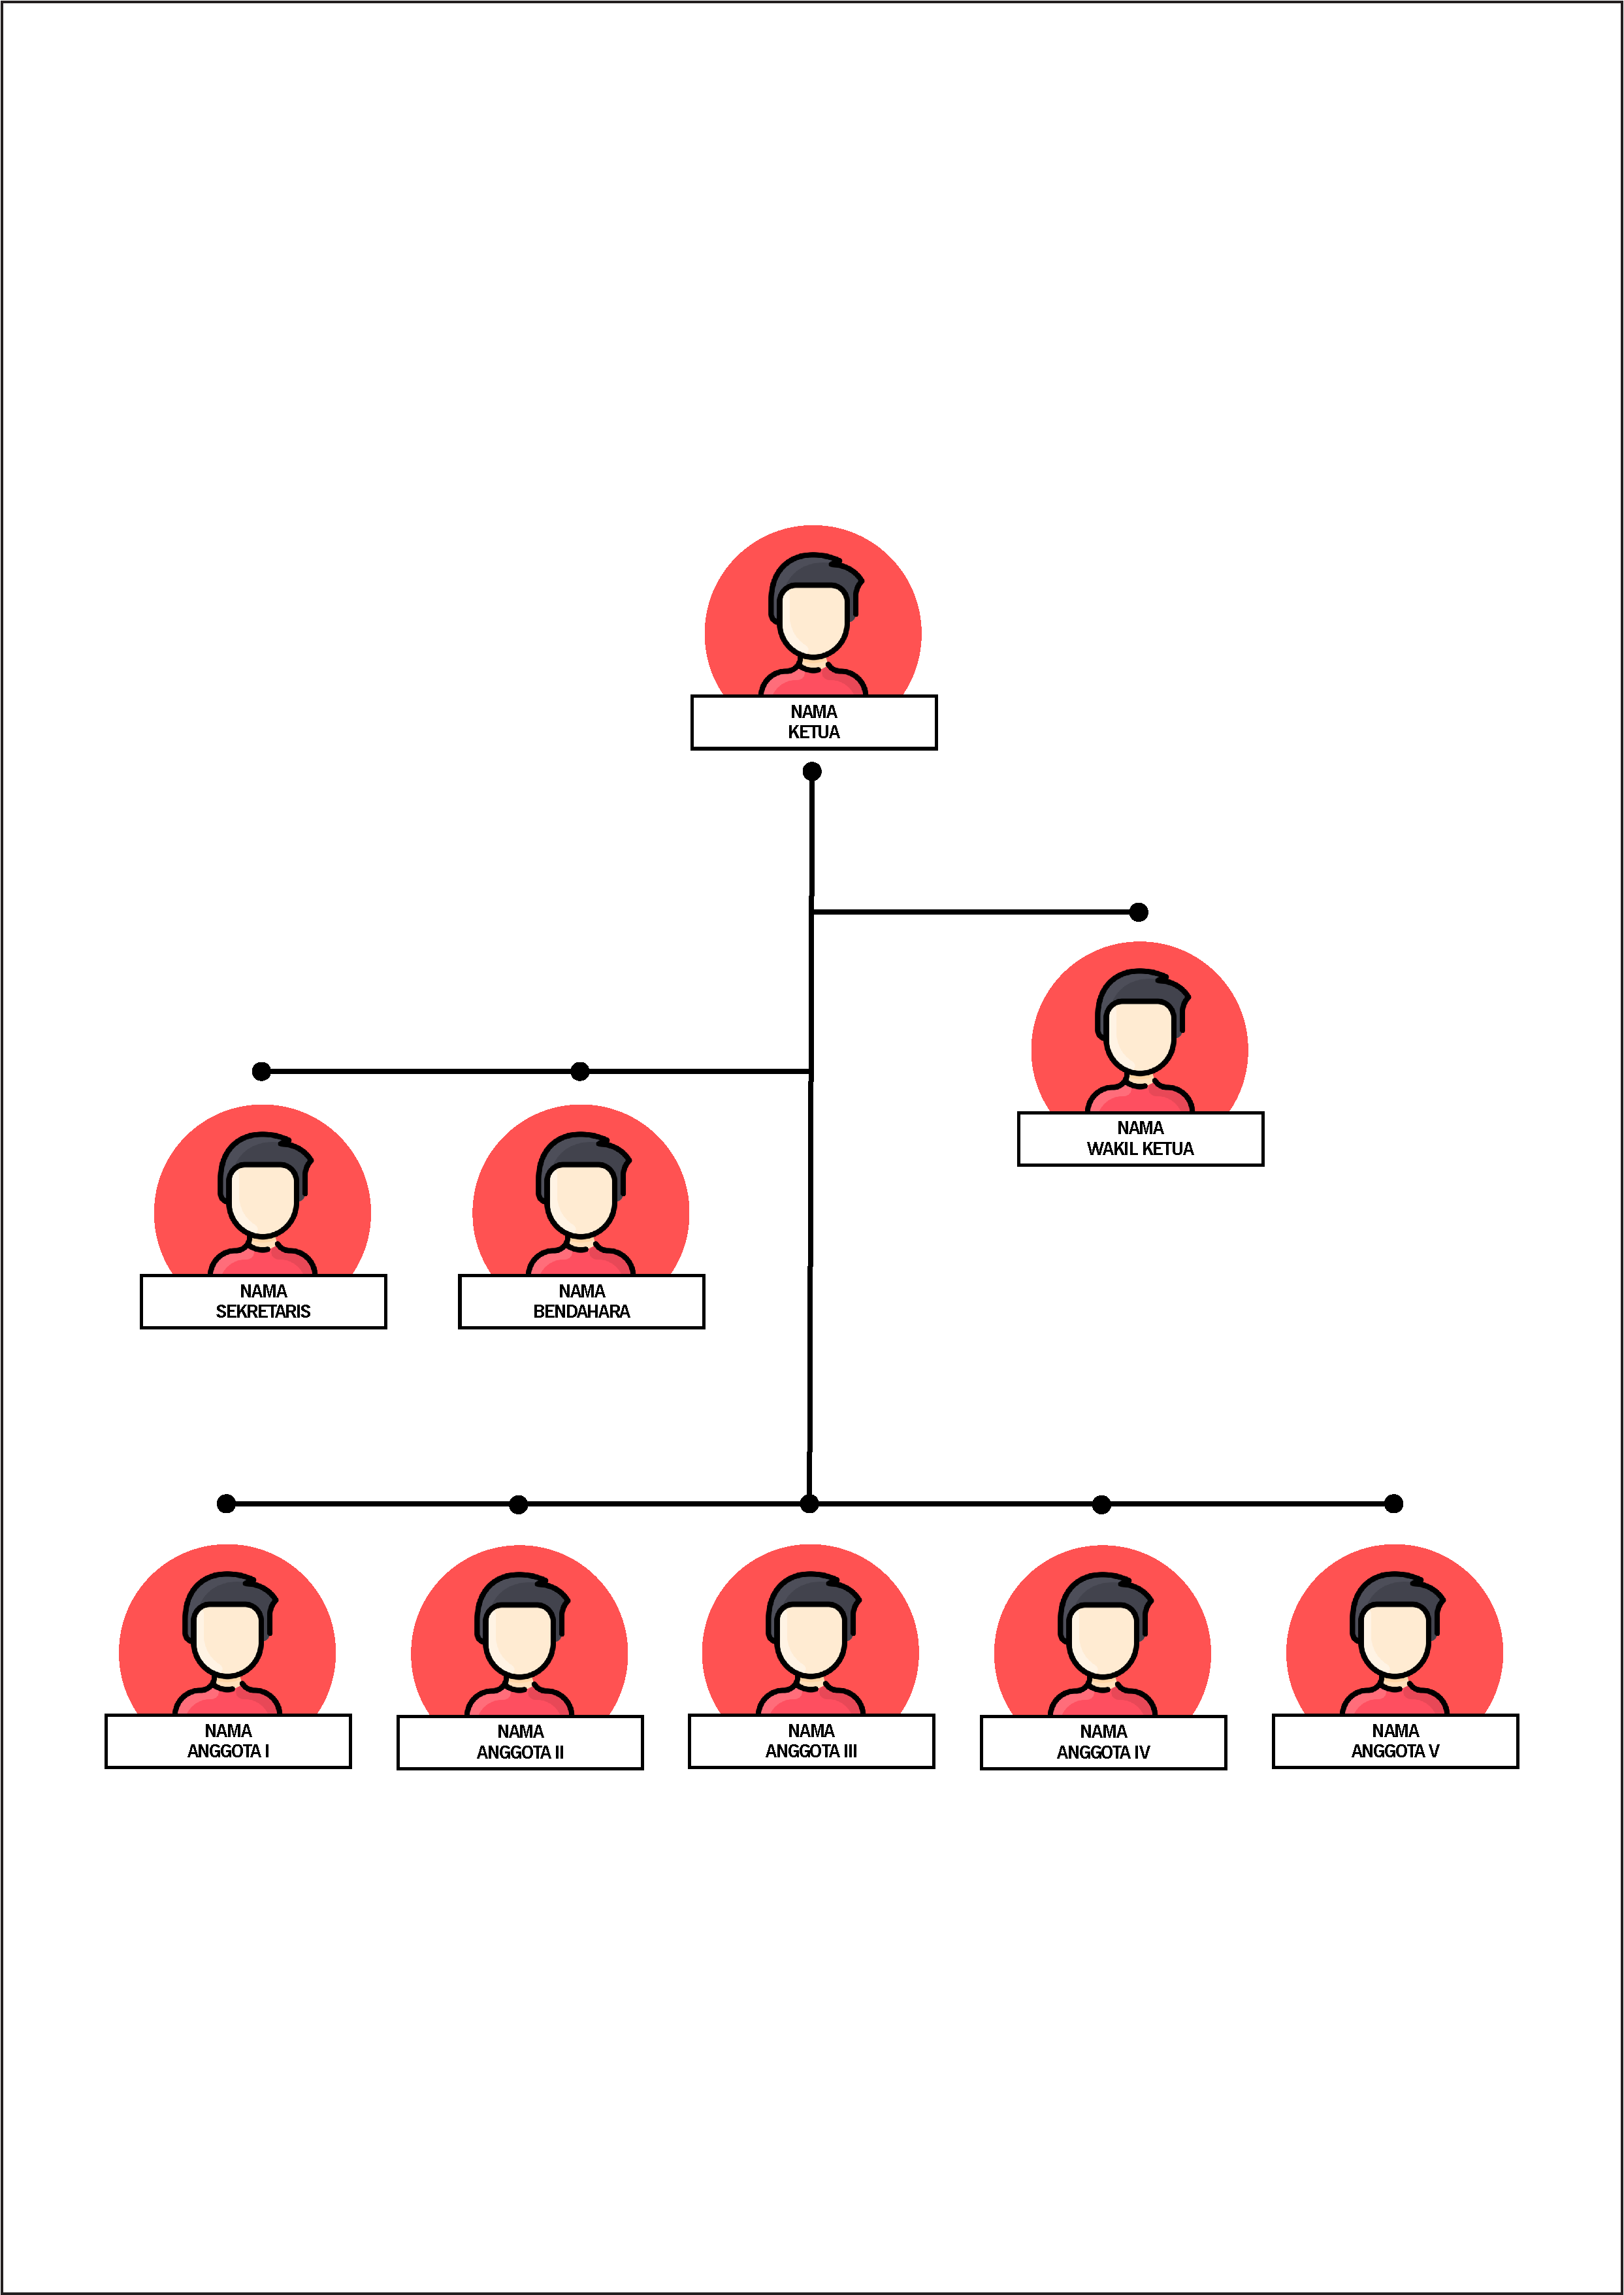 NAMA
KETUA
NAMA
WAKIL KETUA
NAMA
SEKRETARIS
NAMA
BENDAHARA
NAMA
ANGGOTA I
NAMA
ANGGOTA II
NAMA
ANGGOTA III
NAMA
ANGGOTA IV
NAMA
ANGGOTA V